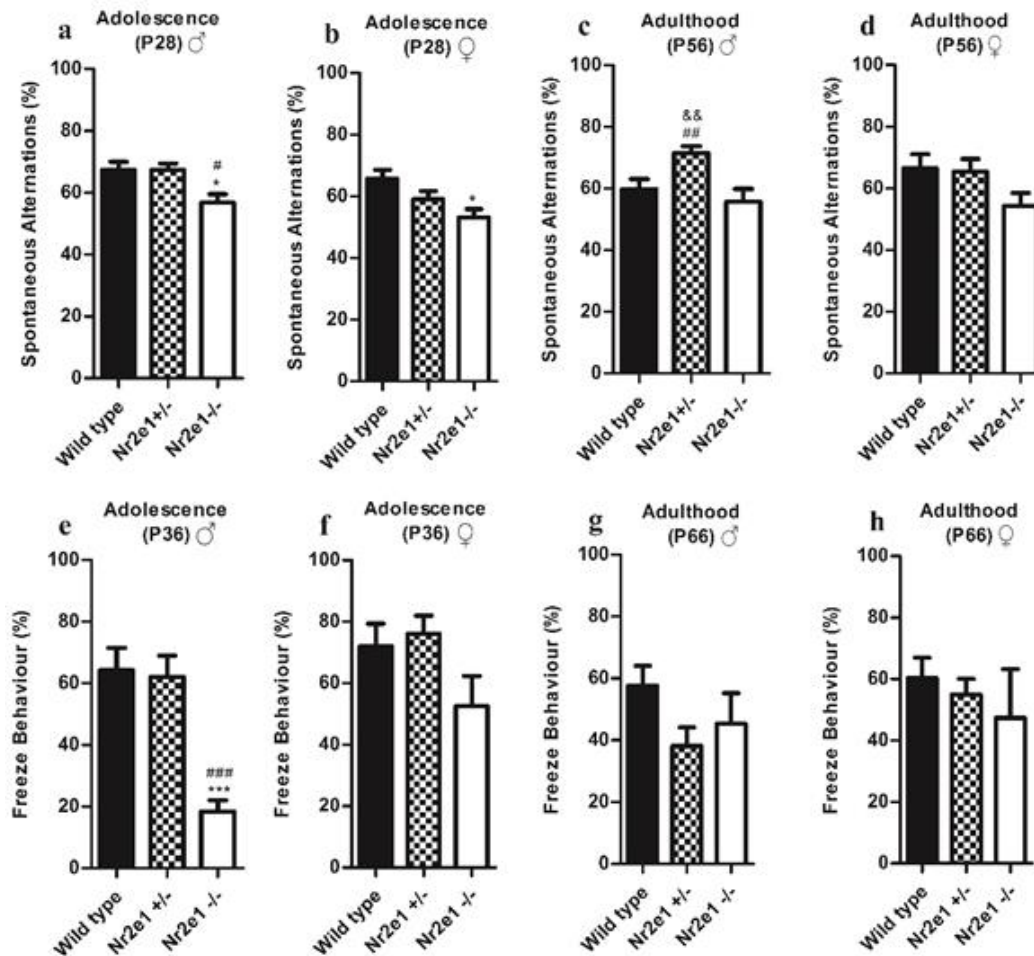 a
Adolescence
(P28) ♂
Spontaneous Alternations (%)
100
80
60
40
20
0
#
*
Wild type
Nr2e1+/-
Nr2e1-/-
b
Adolescence
(P28) ♀
Spontaneous Alternations (%)
100
80
60
40
20
0
*
Wild type
Nr2e1+/-
Nr2e1-/-
c
Adulthood
(P56) ♂
Spontaneous Alternations (%)
100
80
60
40
20
0
&&
##
Wild type
Nr2e1+/-
Nr2e1-/-
d
Adulthood
(P56) ♀
Spontaneous Alternations (%)
100
80
60
40
20
0
Wild type
Nr2e1+/-
Nr2e1-/-
e
Adolescence
(P36) ♂
Freeze Behaviour (%)
100
80
60
40
20
0
###
***
Wild type
Nr2e1 +/-
Nr2e1 -/-
f
Adolescence
(P36) ♀
Freeze Behaviour (%)
100
80
60
40
20
0
Wild type
Nr2e1 +/-
Nr2e1 -/-
g
Adulthood
(P66) ♂
Freeze Behaviour (%)
100
80
60
40
20
0
Wild type
Nr2e1 +/-
Nr2e1 -/-
h
Adulthood
(P66) ♀
Freeze Behaviour (%)
100
80
60
40
20
0
Wild type
Nr2e1 +/-
Nr2e1 -/-